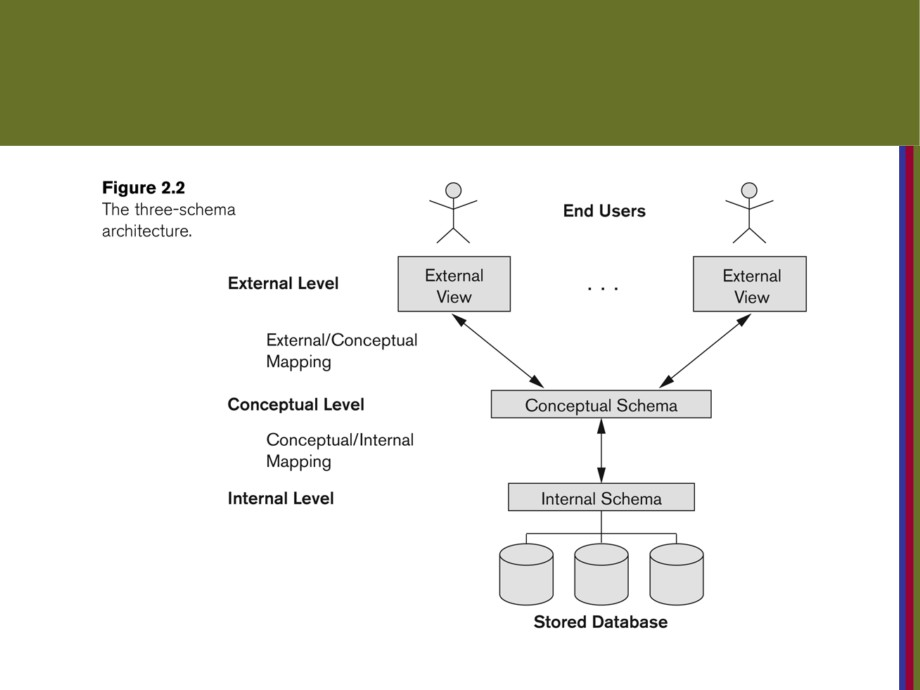 Figure 2.2
The three-schema
architecture.
End Users
External Level
External
View
. . .
External
View
External/Conceptual
Mapping
Conceptual Level
Conceptual Schema
Conceptual/Internal
Mapping
Internal Level
Internal Schema
Stored Database